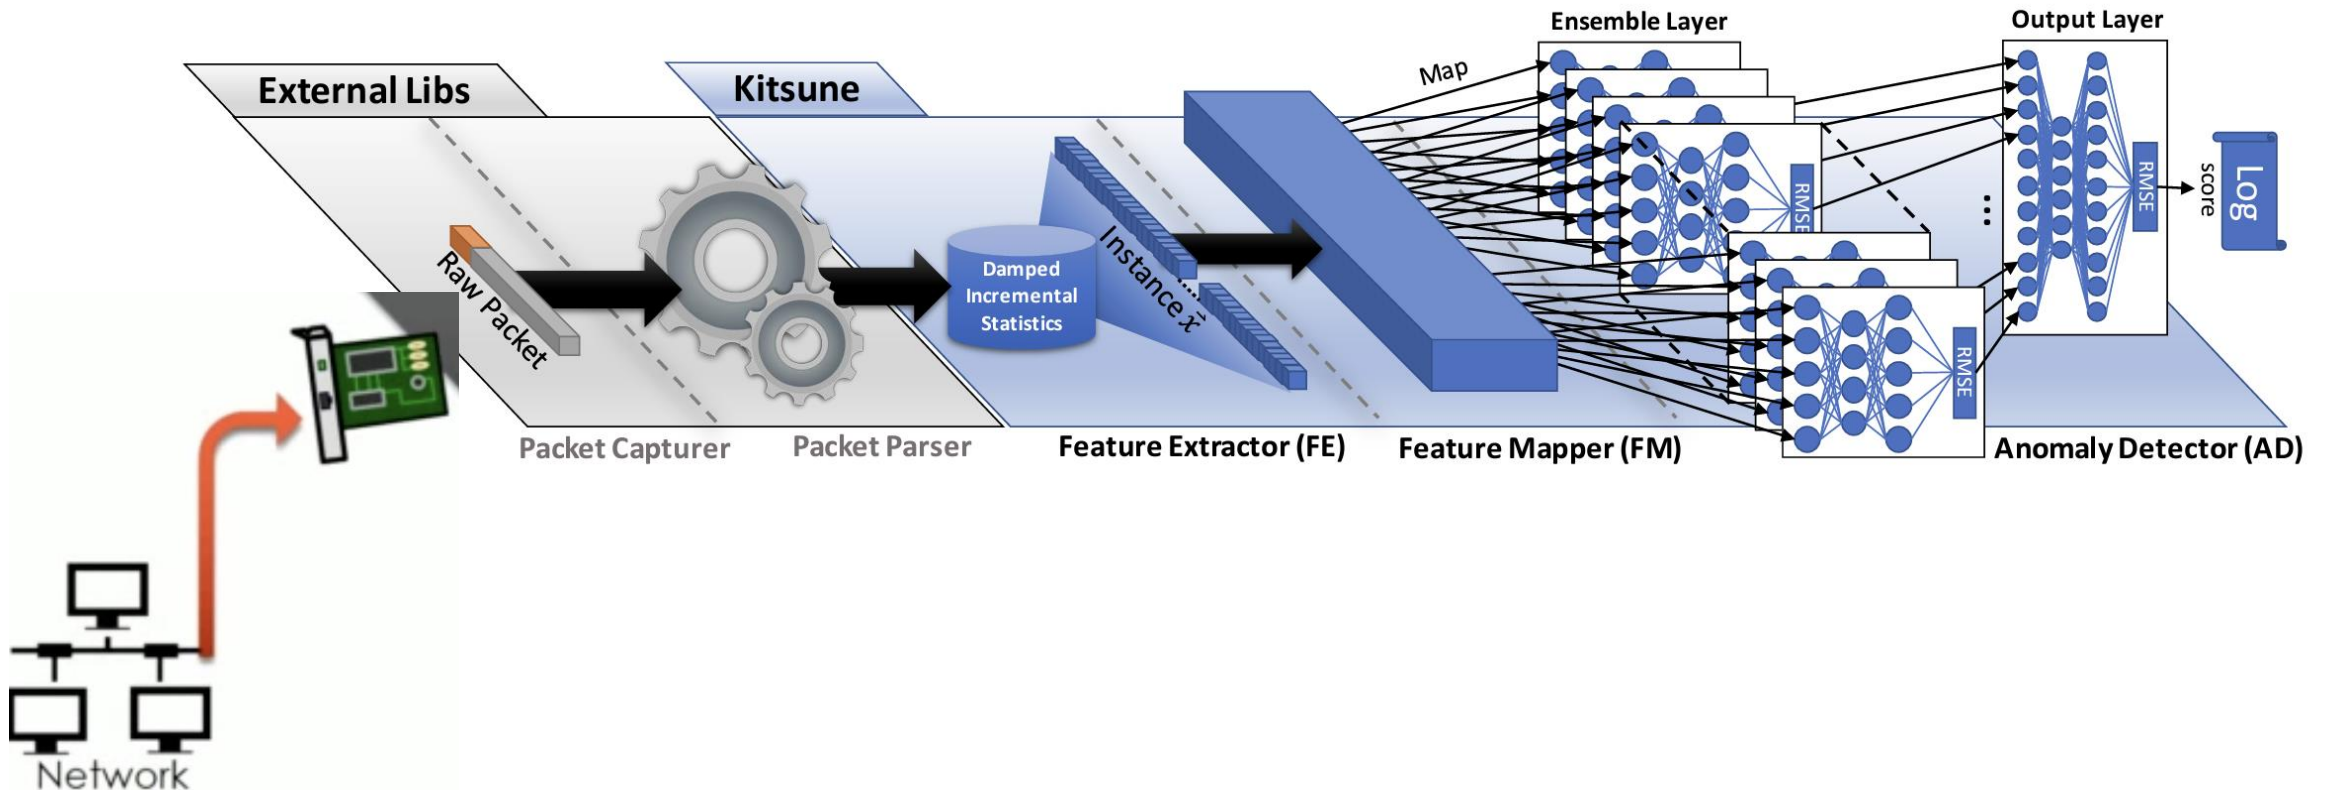 Ensemble Layer
Output Layer
External Libs
Kitsune
Map
Raw Packet
Damped
Incremental
Statistics
Instance x⃗
RMSE
RMSE
RMSE
score
Log
Packet Capturer
Packet Parser
Feature Extractor (FE)
Feature Mapper (FM)
Anomaly Detector (AD)
Network